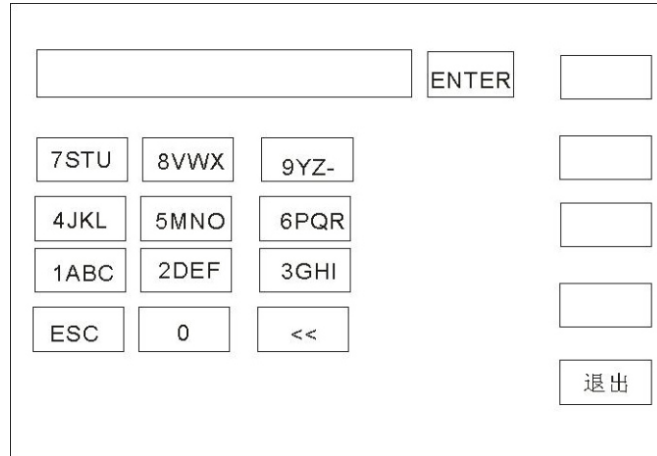 ENTER
7STU 8VWX 9YZ-
4JKL 5MNO 6PQR
1ABC 2DEF 3GHI
ESC 0 <<
退出